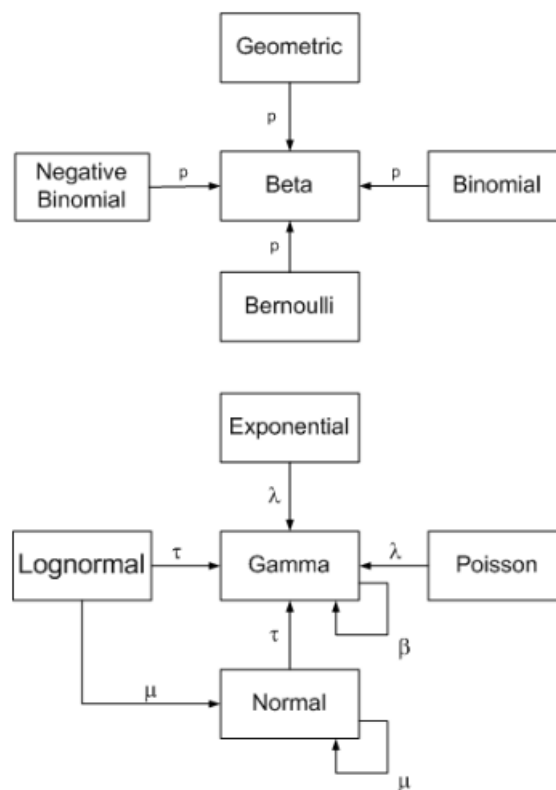 Geometric
p
Negative
Binomial
p
Beta
p
Binomial
p
Bernoulli
Exponential
λ
Lognormal
τ
Gamma
λ
Poisson
τ
β
μ
Normal
μ